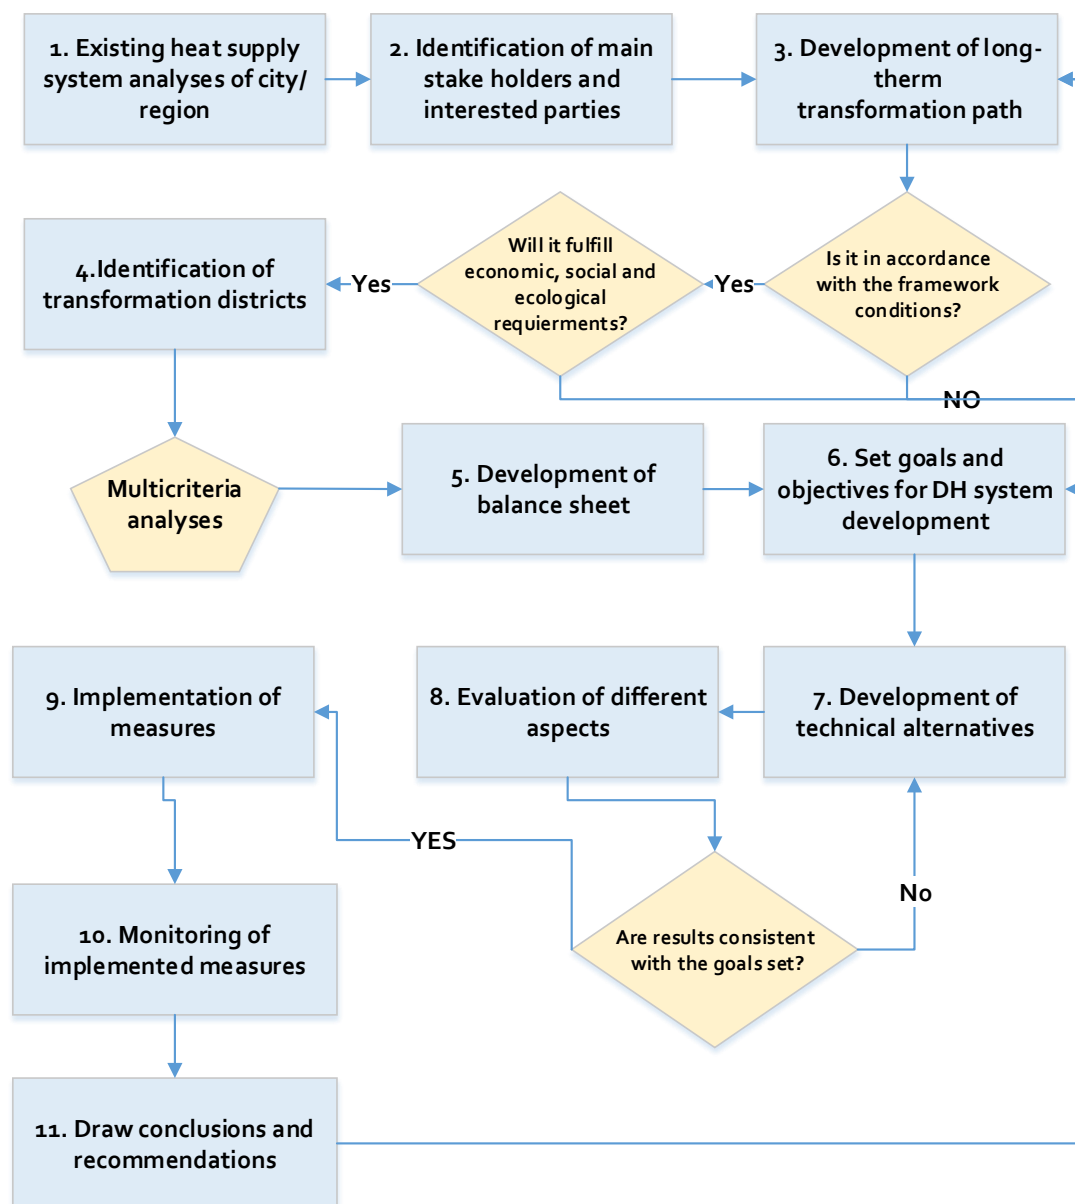 1. Existing heat supply
system analyses of city/
region
2. Identification of main
stake holders and
interested parties
3. Development of long-
therm
transformation path
4.Identification of
transformation districts
Yes
Will it fulfill
economic, social and
ecological
requierments?
Yes
Is it in accordance
with the framework
conditions?
NO
Multicriteria
analyses
5. Development of
balance sheet
6. Set goals and
objectives for DH system
development
9. Implementation of
measures
8. Evaluation of different
aspects
7. Development of
technical alternatives
YES
No
Are results consistent
with the goals set?
10. Monitoring of
implemented measures
11. Draw conclusions and
recommendations